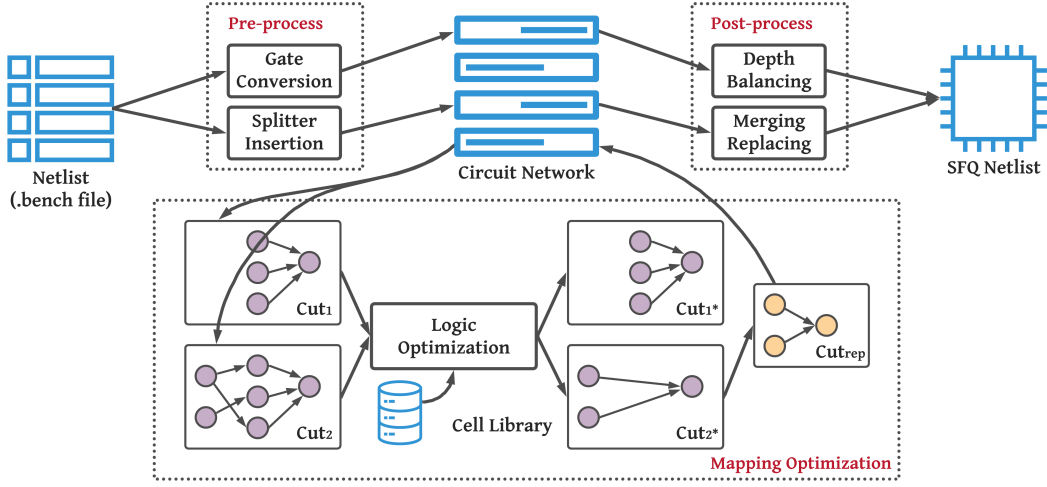 Pre-process
Gate
Conversion
Splitter
Insertion
Netlist
(.bench file)
Circuit Network
Post-process
Depth
Balancing
Merging
Replacing
SFQ Netlist
Cut1
Cut2
Logic
Optimization
Cell Library
Cut1*
Cut2*
Cutrep
Mapping Optimization